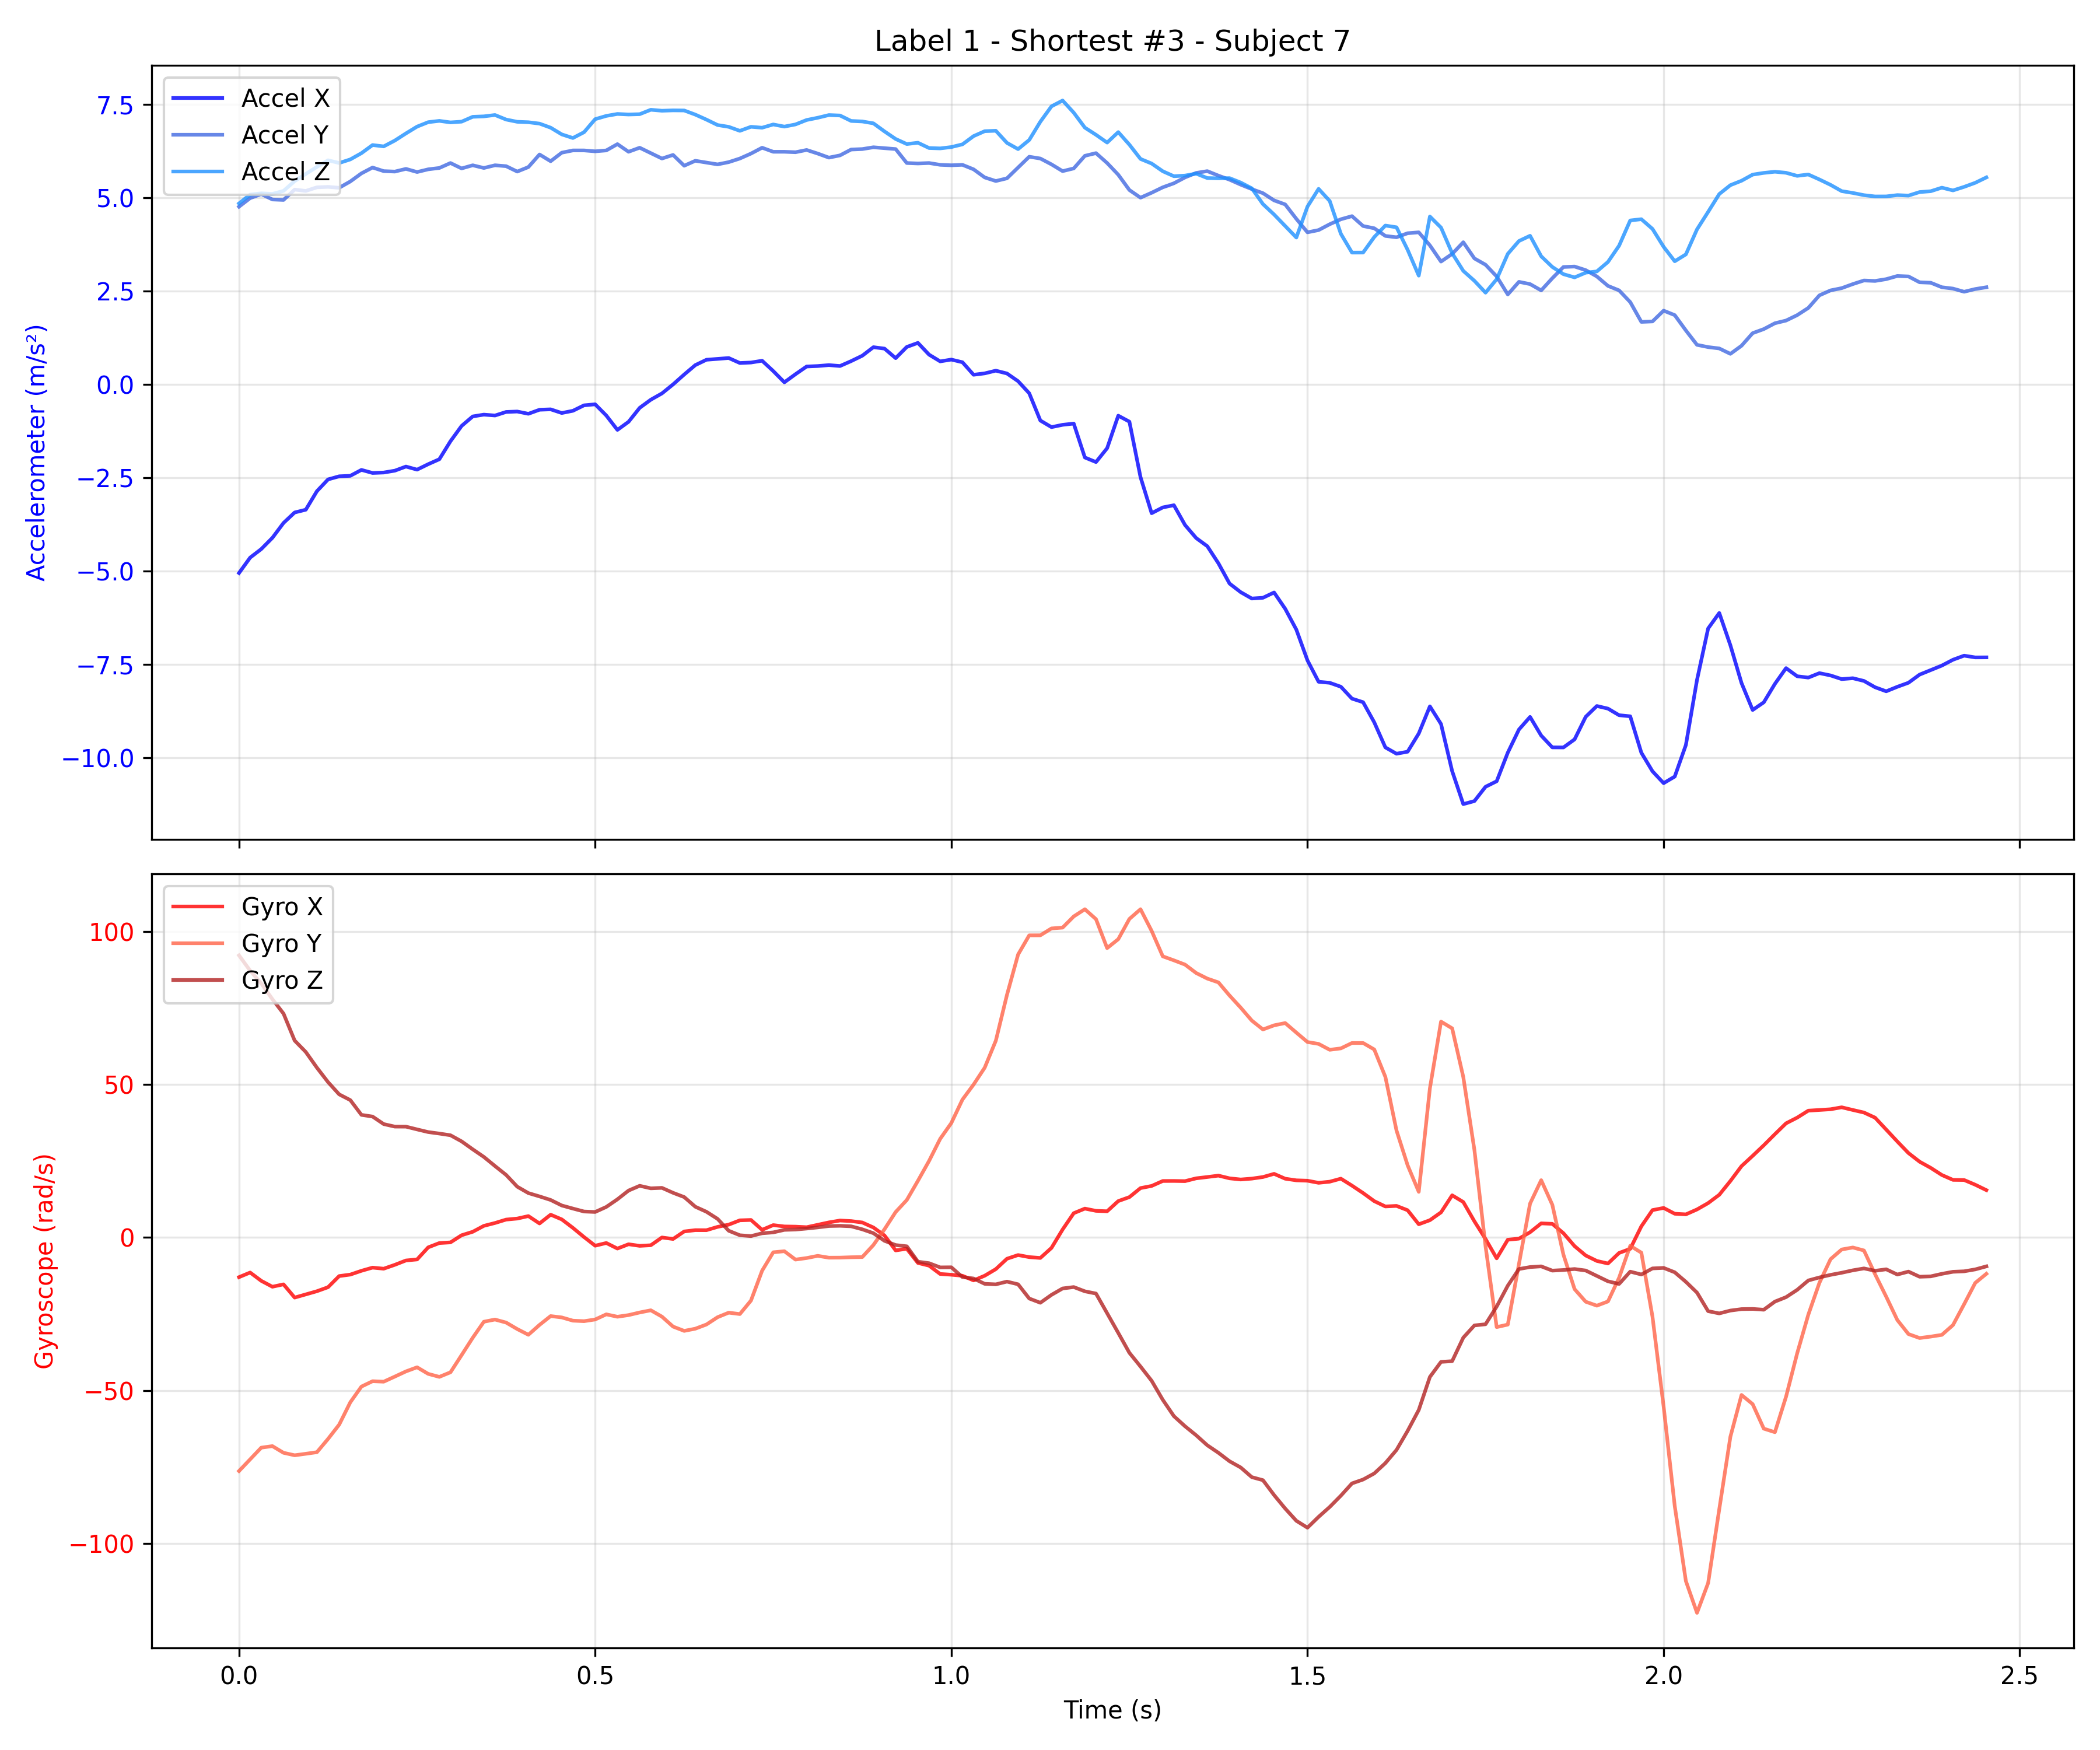 Label 1 - Shortest #3 - Subject 7
Accel X
Accel Y
Accel Z
7.5
5.0
2.5
0.0
−2.5
−5.0
−7.5
−10.0
Accelerometer (m/s²)
Gyro X
Gyro Y
Gyro Z
100
50
0
−50
−100
Gyroscope (rad/s)
0.0 0.5 1.0 1.5 2.0 2.5
Time (s)